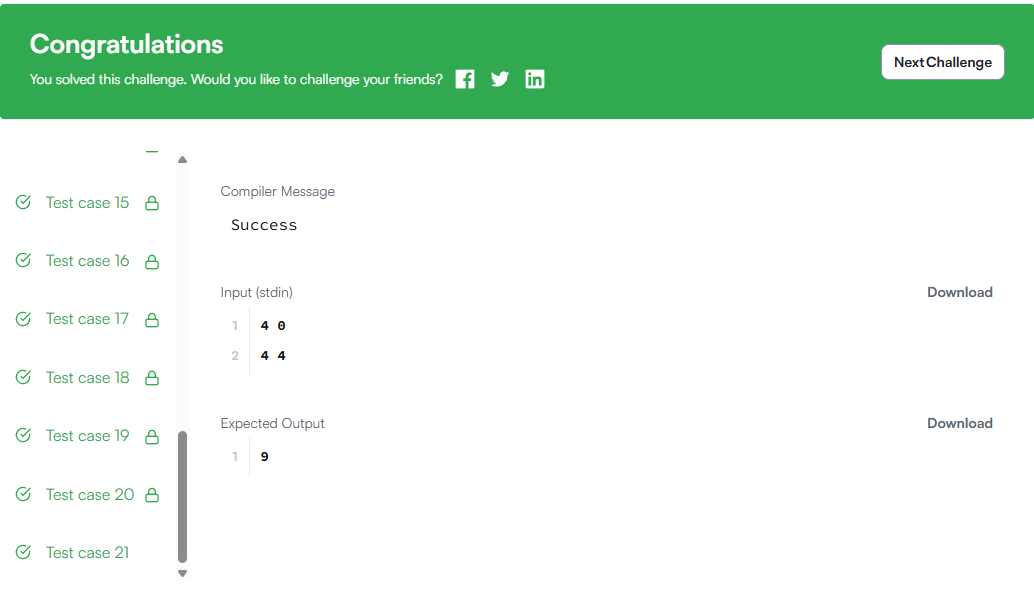 Congratulations
You solved this challenge. Would you like to challenge your friends?
Next Challenge
Test case 15
Test case 16
Test case 17
Test case 18
Test case 19
Test case 20
Test case 21
Compiler Message
Success
Input (stdin)
Download
1 4 0
2 4 4
Expected Output
Download
1 9